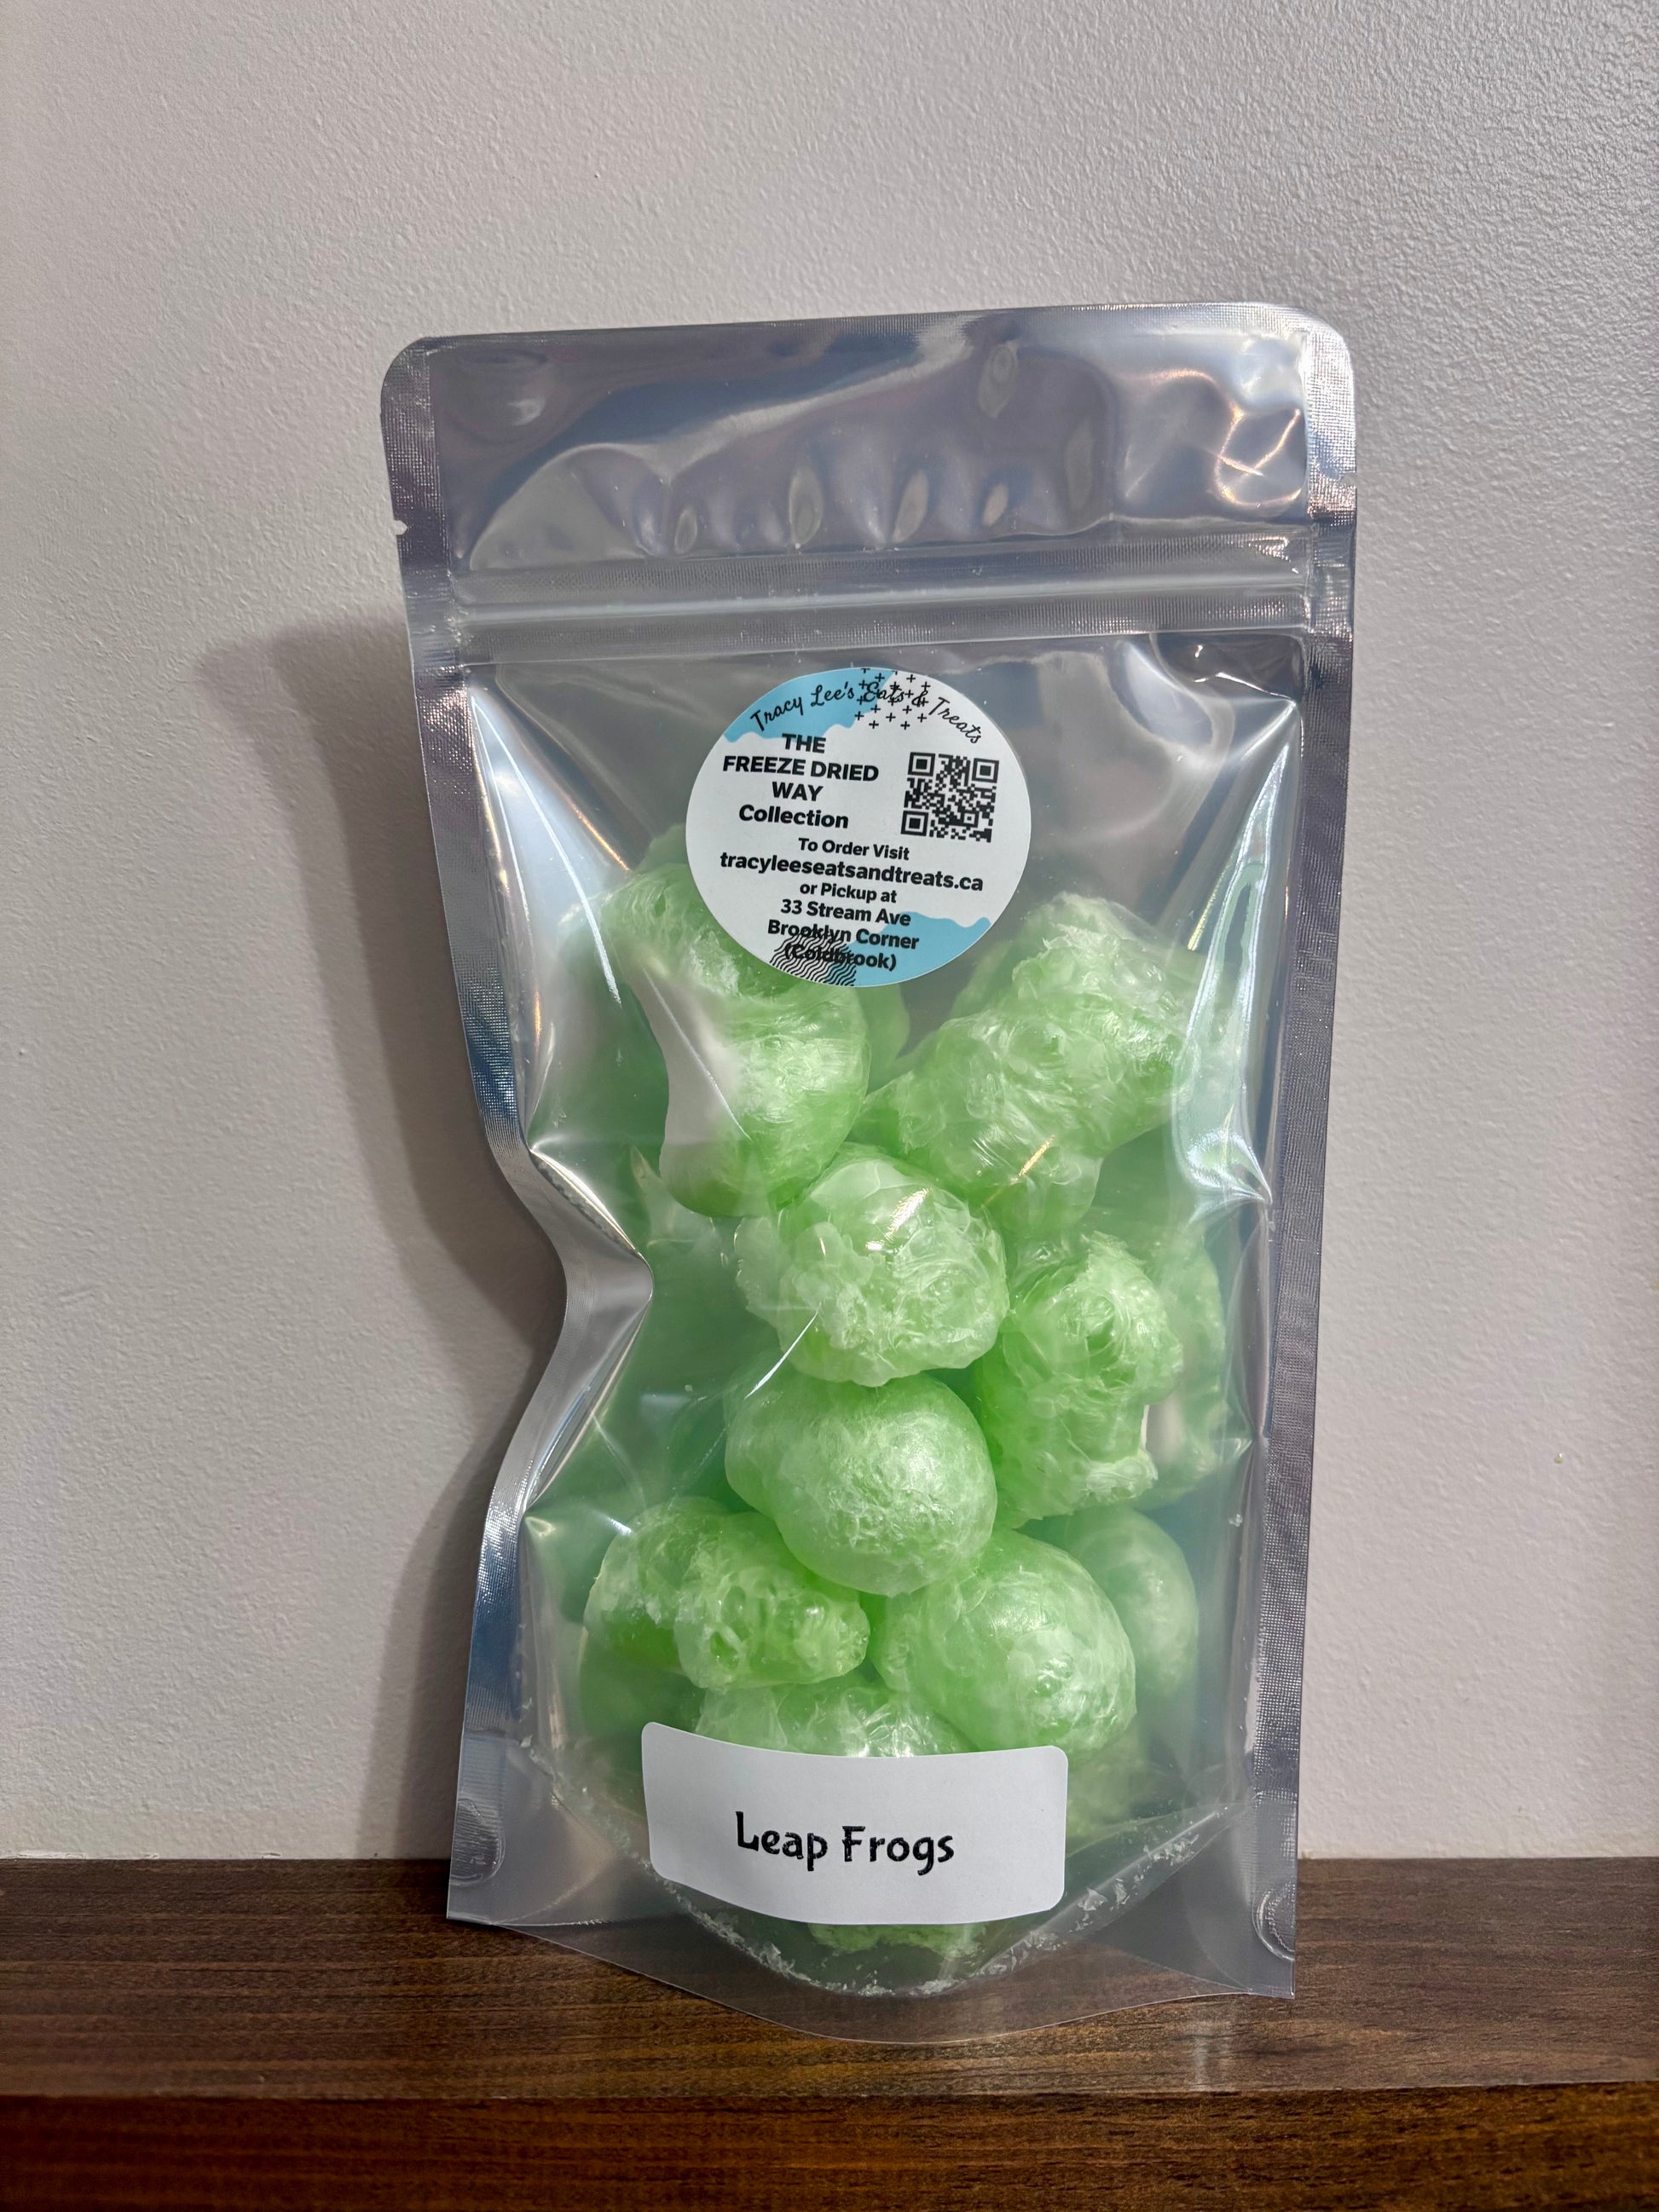 Tracy Lee's Eats & Treats
THE
FREEZE DRIED
WAY
Collection
To Order Visit
tracyleeseatsandtreats.ca
or Pickup at
33 Stream Ave
Brooklyn Corner
(Coldbrook)
Leap Frogs